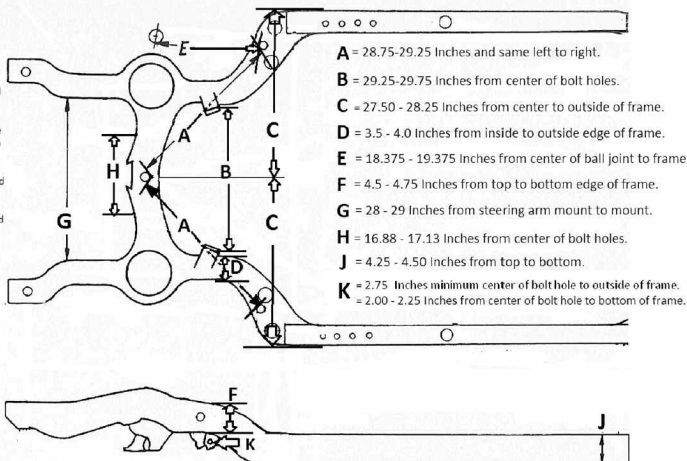 E
A = 28.75-29.25 Inches and same left to right.
B = 29.25-29.75 Inches from center of bolt holes.
C = 27.50 - 28.25 Inches from center to outside of frame.
D = 3.5 - 4.0 Inches from inside to outside edge of frame.
E = 18.375 - 19.375 Inches from center of ball joint to frame
F = 4.5 - 4.75 Inches from top to bottom edge of frame.
G = 28 - 29 Inches from steering arm mount to mount.
H = 16.88 - 17.13 Inches from center of bolt holes.
J = 4.25 - 4.50 Inches from top to bottom.
K = 2.75 Inches minimum center of bolt hole to outside of frame.
= 2.00 - 2.25 Inches from center of bolt hole to bottom of frame.
A
C
H
B
G
A
C
D
F
K
J